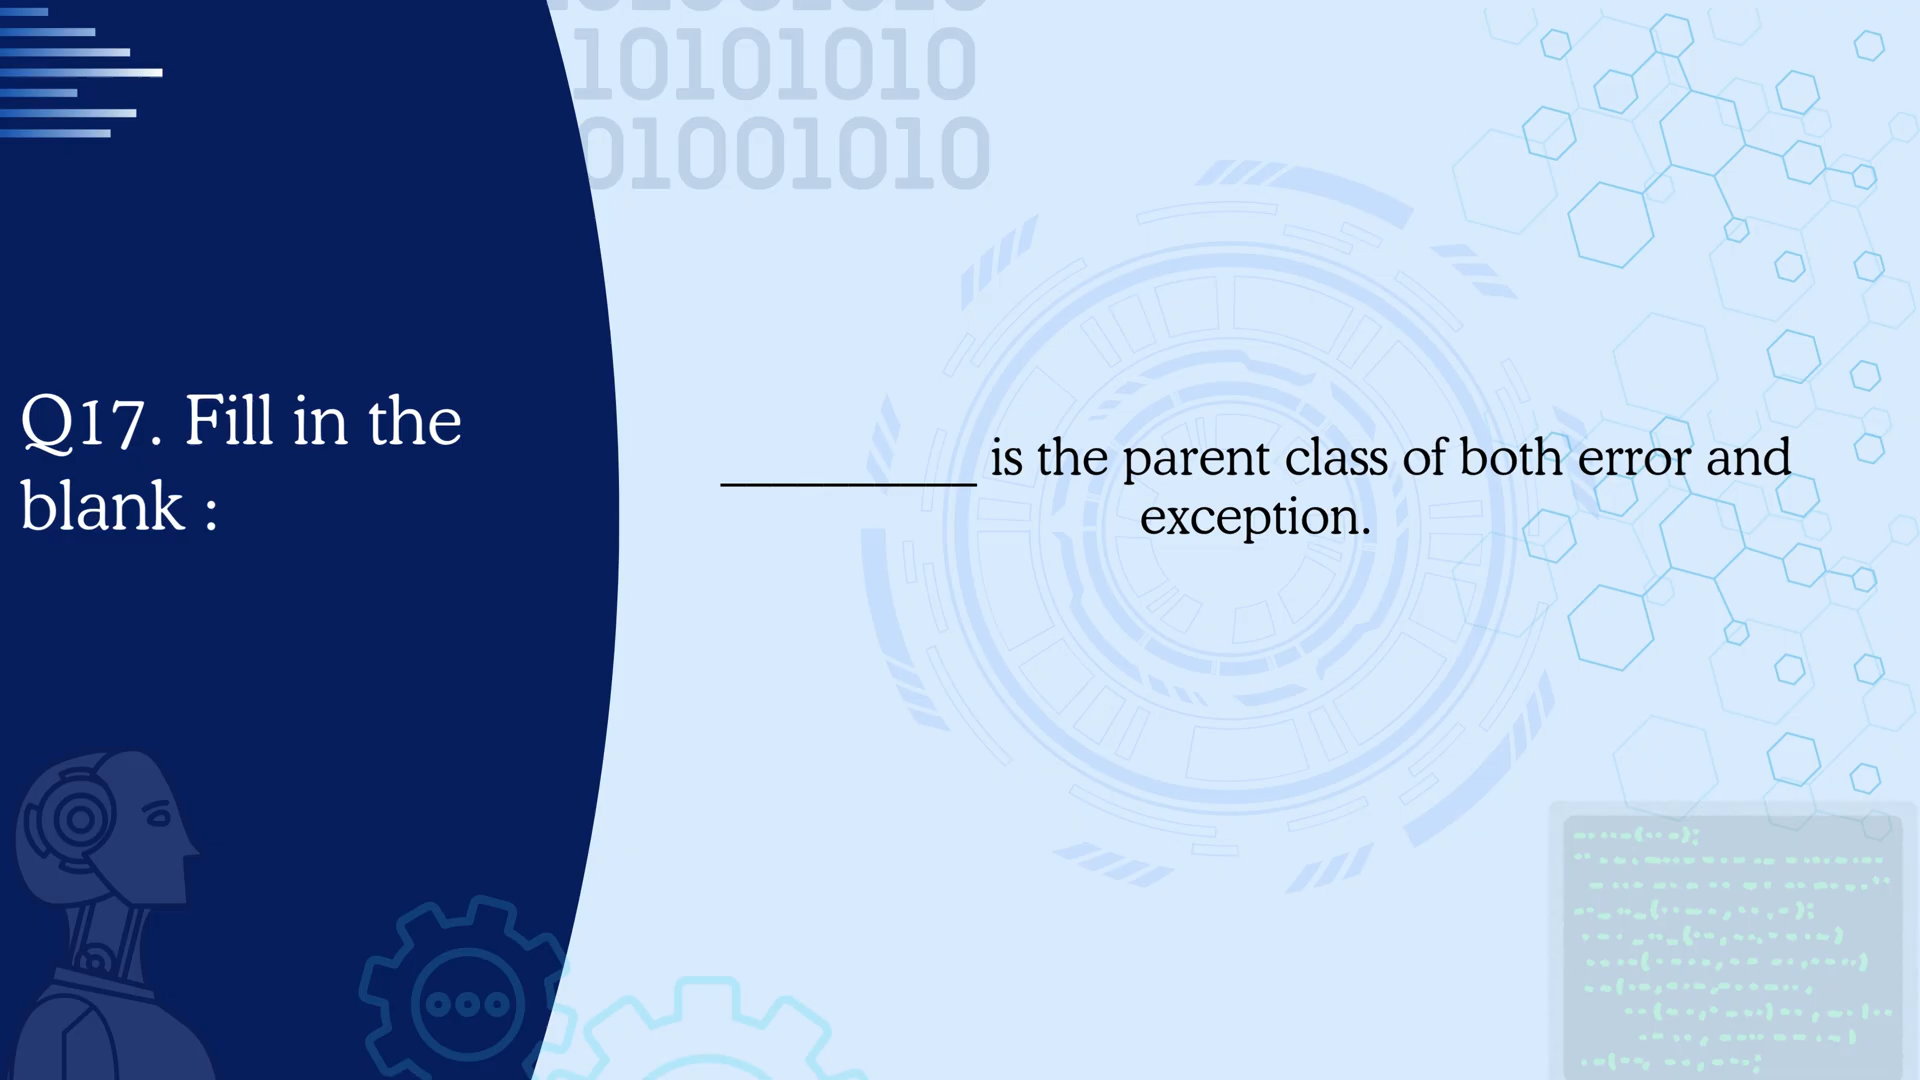 10101010
01001010
Q17. Fill in the
blank :
__________ is the parent class of both error and
exception.